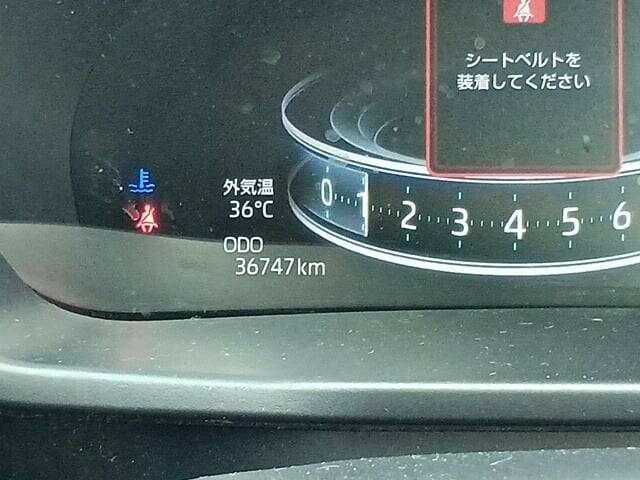 シートベルトを
装着してください
外気温
36°C
0 1 2 3 4 5 6
ODO
36747km